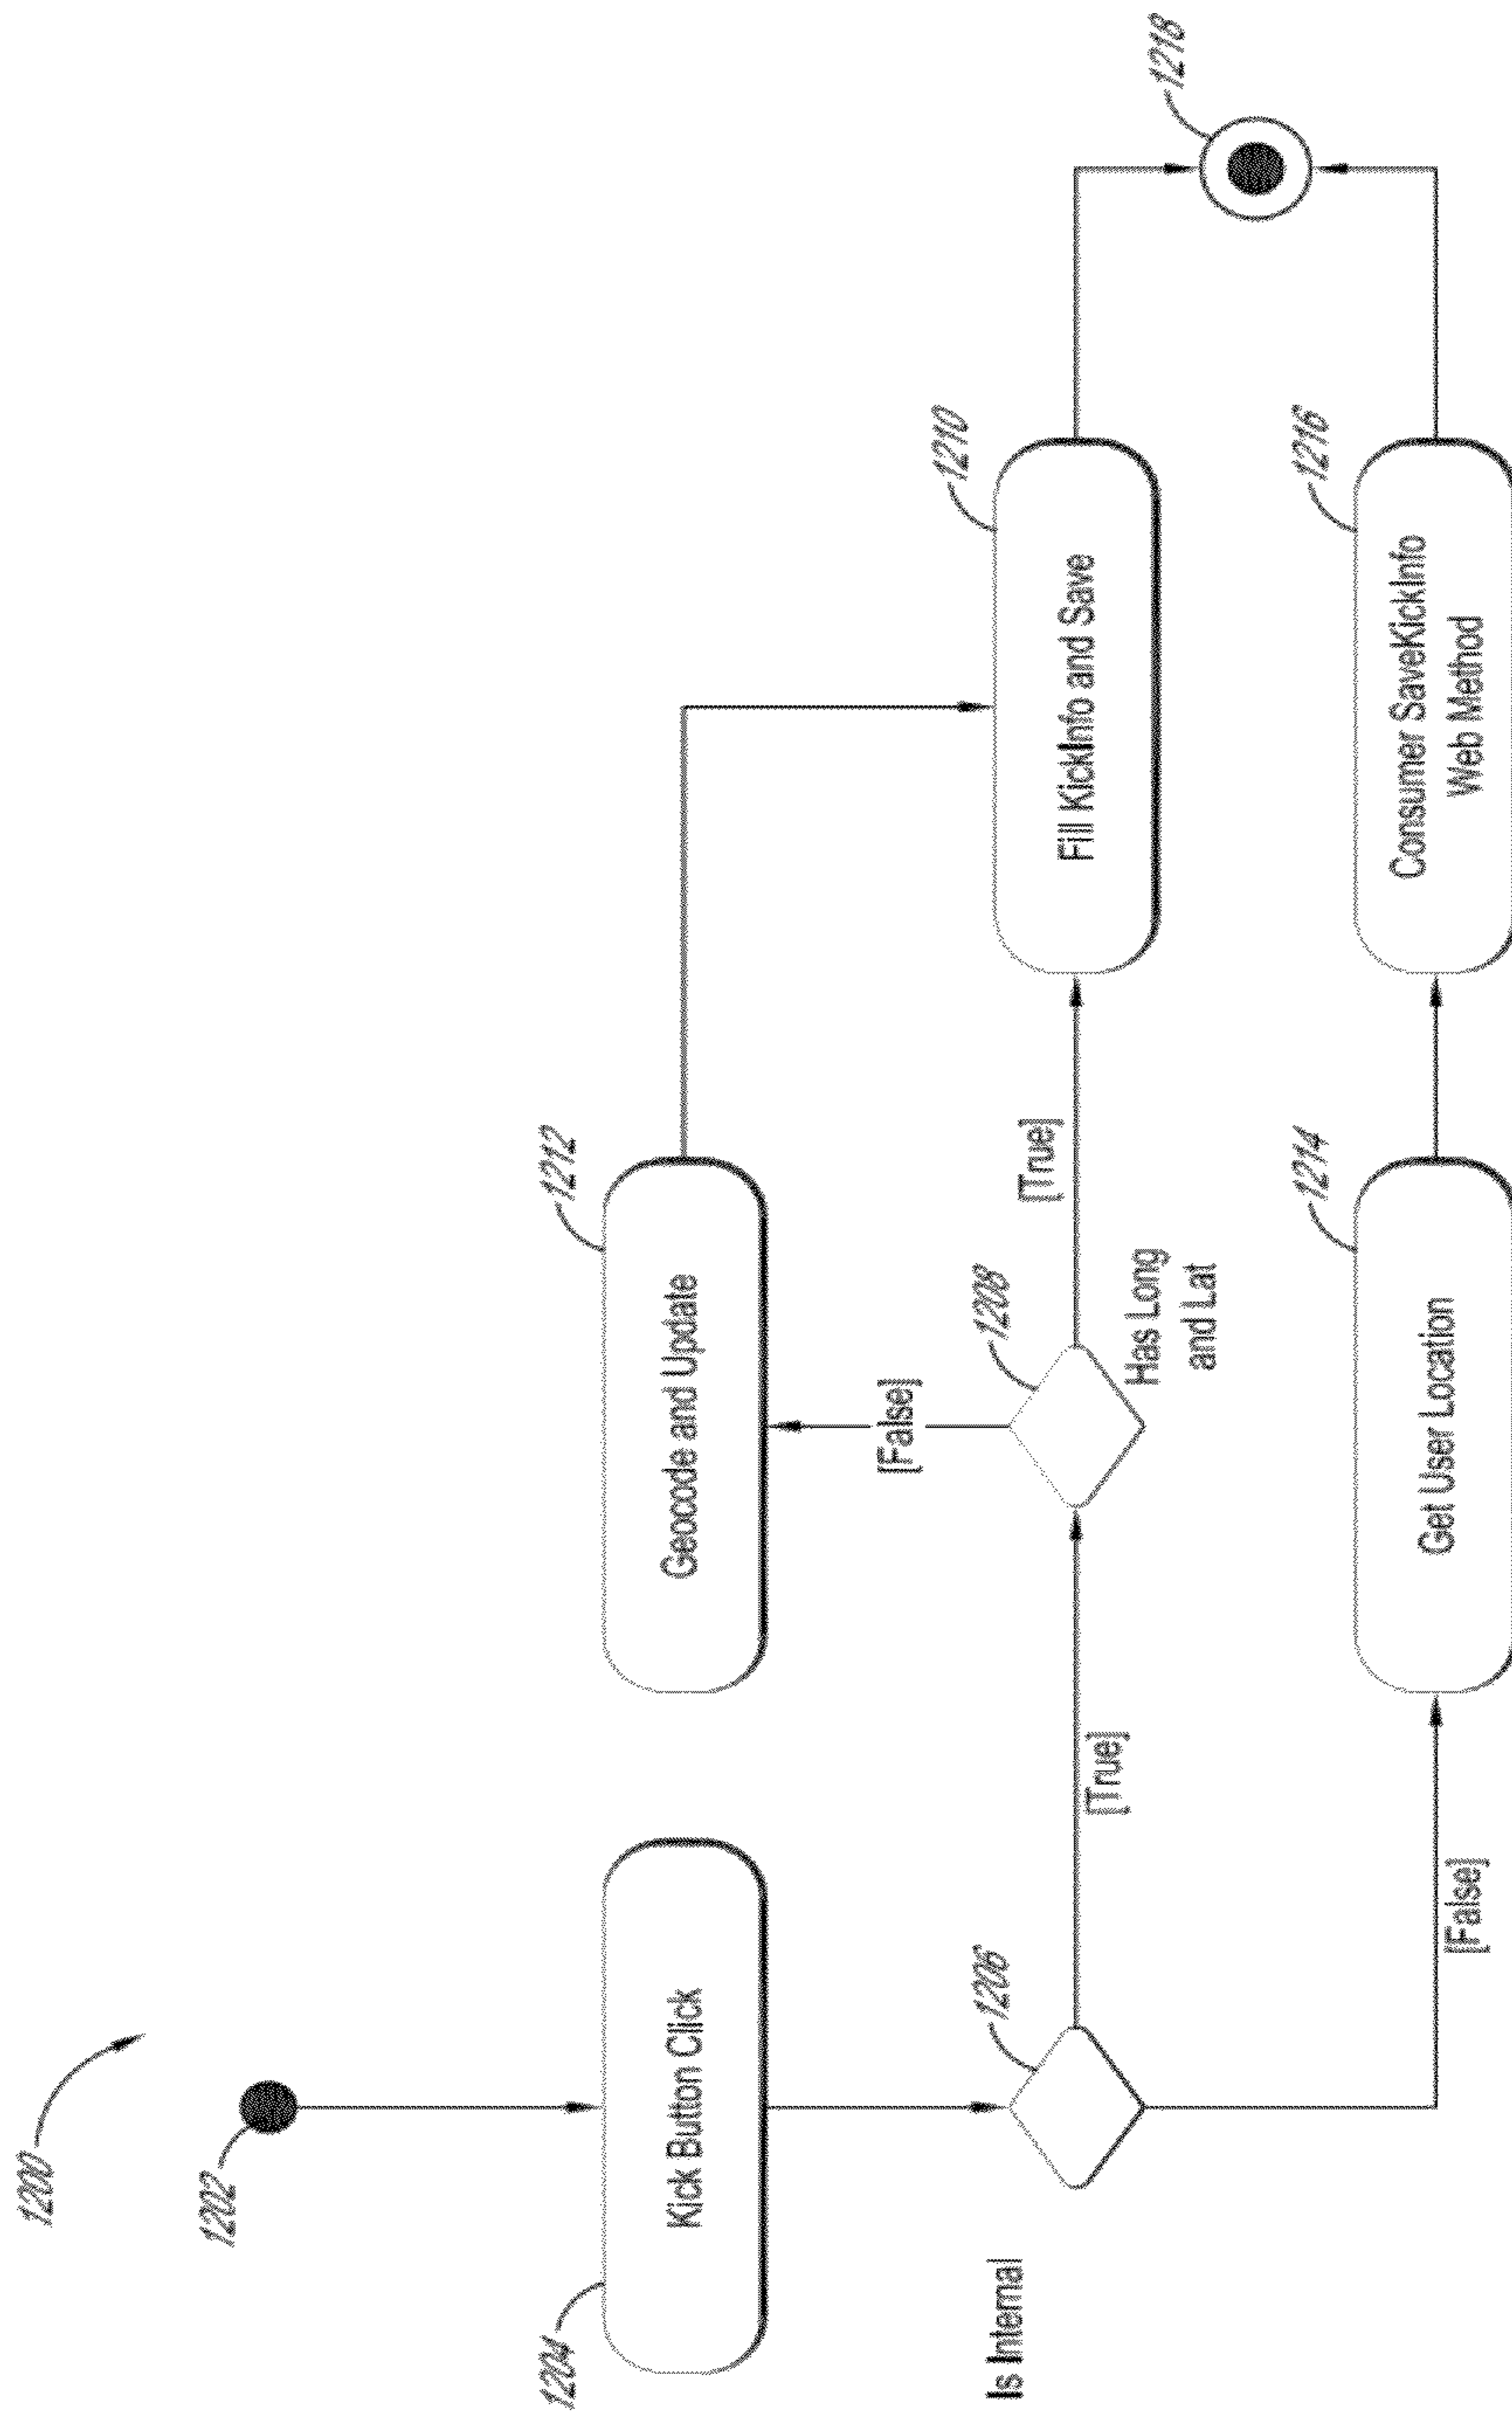 1200
1202
1204
Kick Button Click
Is Internal
1206
[True]
[False]
1212
Geocode and Update
[False]
1208
Has Long
and Lat
[True]
1210
Fill KickInfo and Save
1214
Get User Location
1216
Consumer SaveKickInfo
Web Method
1218